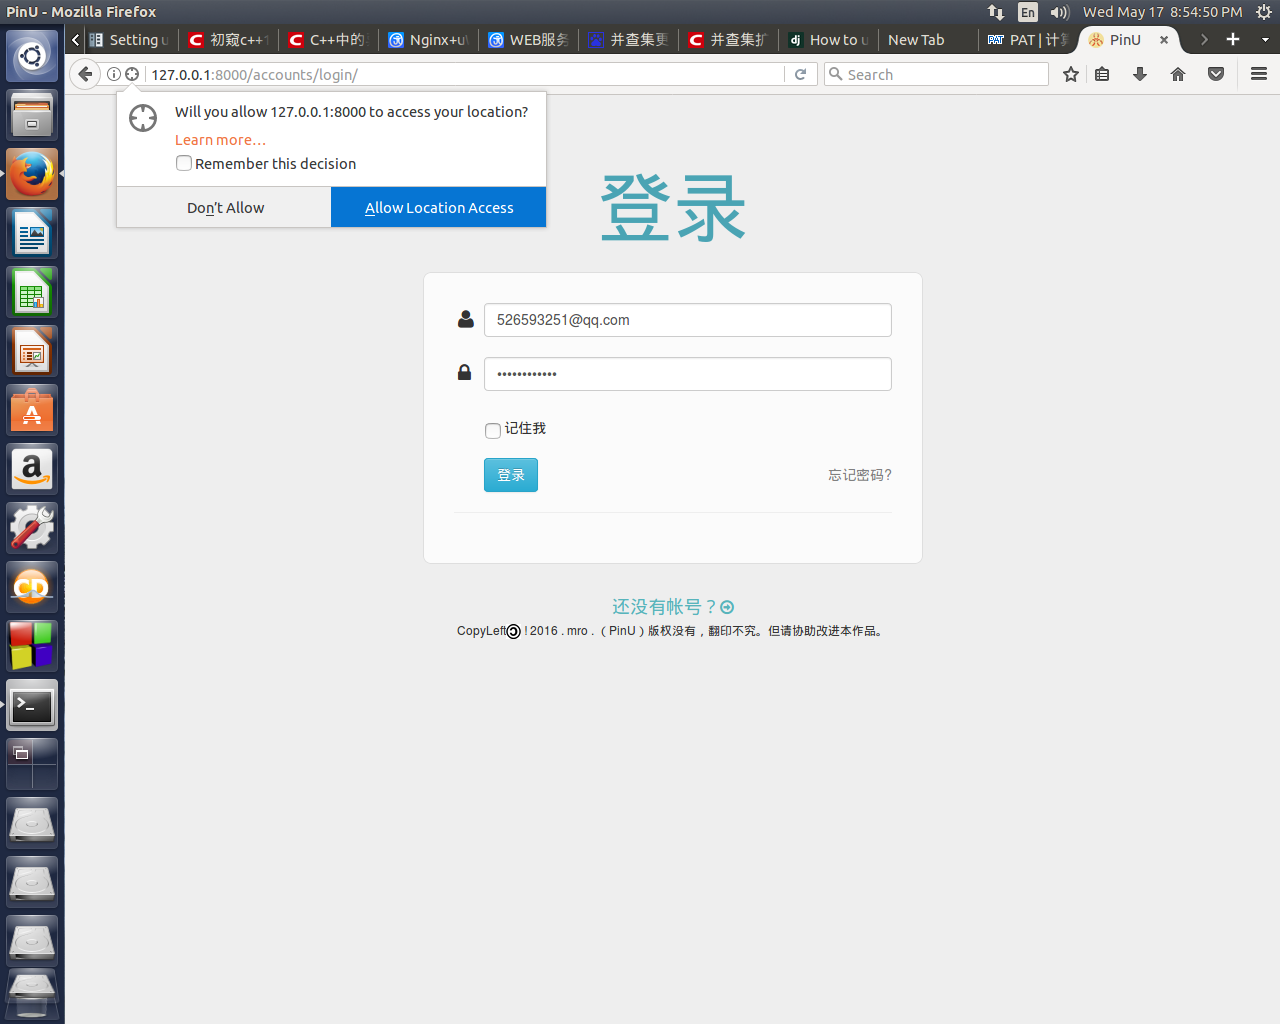 PinU - Mozilla Firefox
En
Wed May 17 8:54:50 PM
Setting u
初窥c++1
C++中的
Nginx+u
WEB服务
并查集更
并查集扩
How to u
New Tab
PAT | 计算
PinU
127.0.0.1:8000/accounts/login/
Search
Will you allow 127.0.0.1:8000 to access your location?
Learn more…
Remember this decision
Don't Allow
Allow Location Access
登录
526593251@qq.com
••••••••••••
记住我
登录
忘记密码?
还没有帐号？
CopyLeft ! 2016 . mro . （ PinU ）版权没有，翻印不究。但请协助改进本作品。